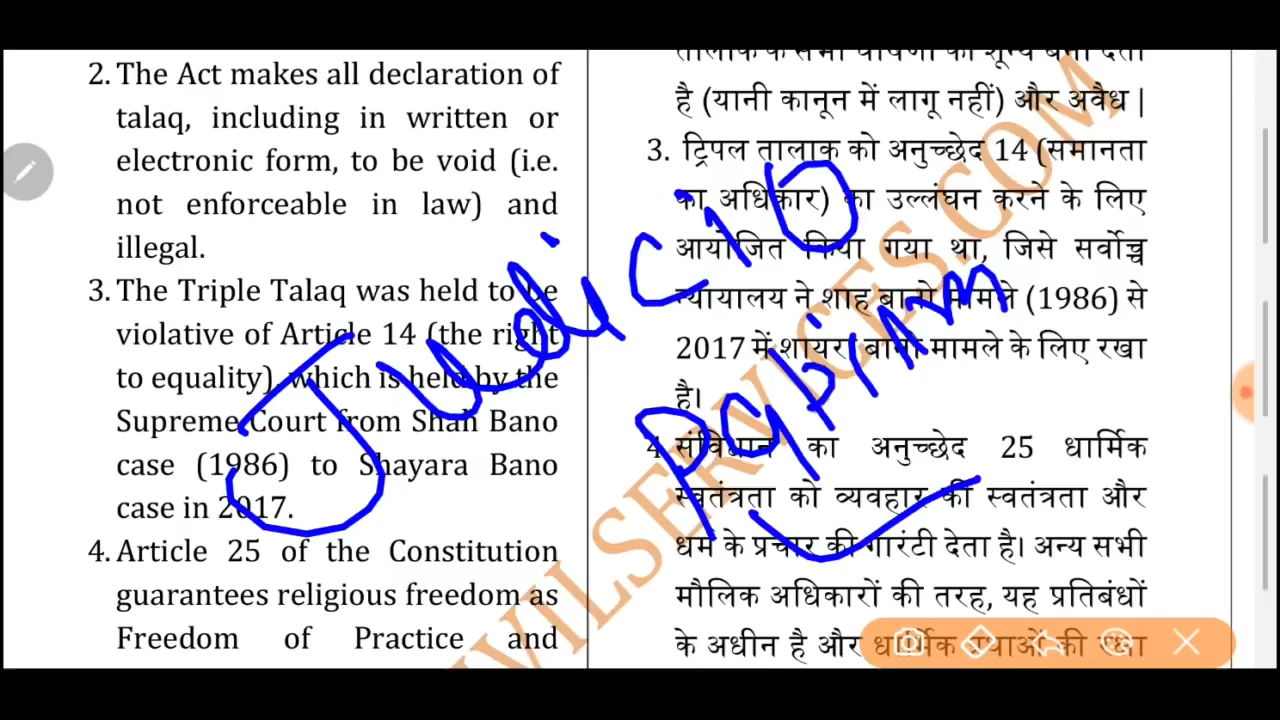 2. The Act makes all declaration of
talaq, including in written or
electronic form, to be void (i.e.
not enforceable in law) and
illegal.
3. The Triple Talaq was held to be
violative of Article 14 (the right
to equality), which is held by the
Supreme Court from Shah Bano
case (1986) to Shayara Bano
case in 2017.
4. Article 25 of the Constitution
guarantees religious freedom as
Freedom of Practice and
है (यानी कानून में लागू नहीं) और अवैध |
3. ट्रिपल तालाक को अनुच्छेद 14 (समानता
का अधिकार) का उल्लंघन करने के लिए
आयोजित किया गया था, जिसे सर्वोच्च
न्यायालय ने शाह बानो मामले (1986) से
2017 में शायरा बानो मामले के लिए रखा
है।
4 संविधान का अनुच्छेद 25 धार्मिक
स्वतंत्रता को व्यवहार की स्वतंत्रता और
धर्म के प्रचार की गारंटी देता है। अन्य सभी
मौलिक अधिकारों की तरह, यह प्रतिबंधों
के अधीन है और धार्मिक प्रथाओं की रक्षा
IVILSERVICES.COM